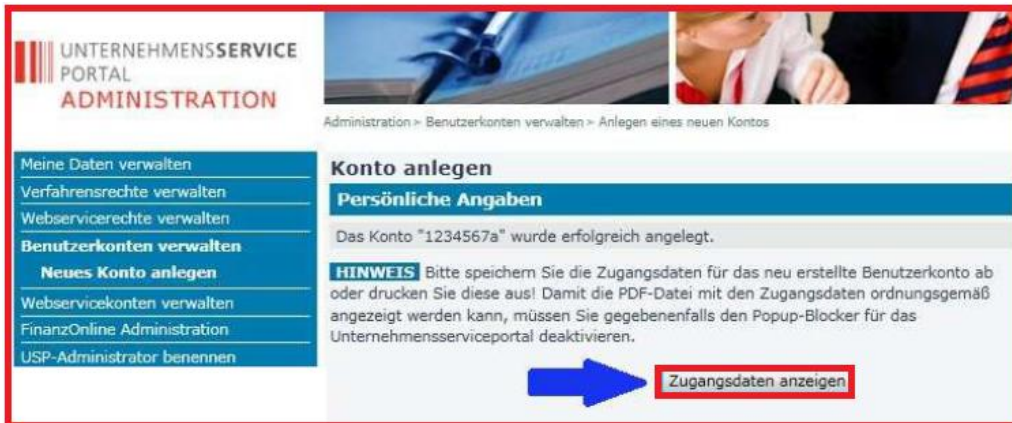 UNTERNEHMENSSERVICE
PORTAL
ADMINISTRATION
Administration > Benutzerkonten verwalten > Anlegen eines neuen Kontos
Meine Daten verwalten
Verfahrensrechte verwalten
Webservicerechte verwalten
Benutzerkonten verwalten
Neues Konto anlegen
Webservicekonten verwalten
FinanzOnline Administration
USP-Administrator benennen
Konto anlegen
Persönliche Angaben
Das Konto "1234567a" wurde erfolgreich angelegt.
HINWEIS Bitte speichern Sie die Zugangsdaten für das neu erstellte Benutzerkonto ab
oder drucken Sie diese aus! Damit die PDF-Datei mit den Zugangsdaten ordnungsgemäß
angezeigt werden kann, müssen Sie gegebenenfalls den Popup-Blocker für das
Unternehmensserviceportal deaktivieren.
Zugangsdaten anzeigen